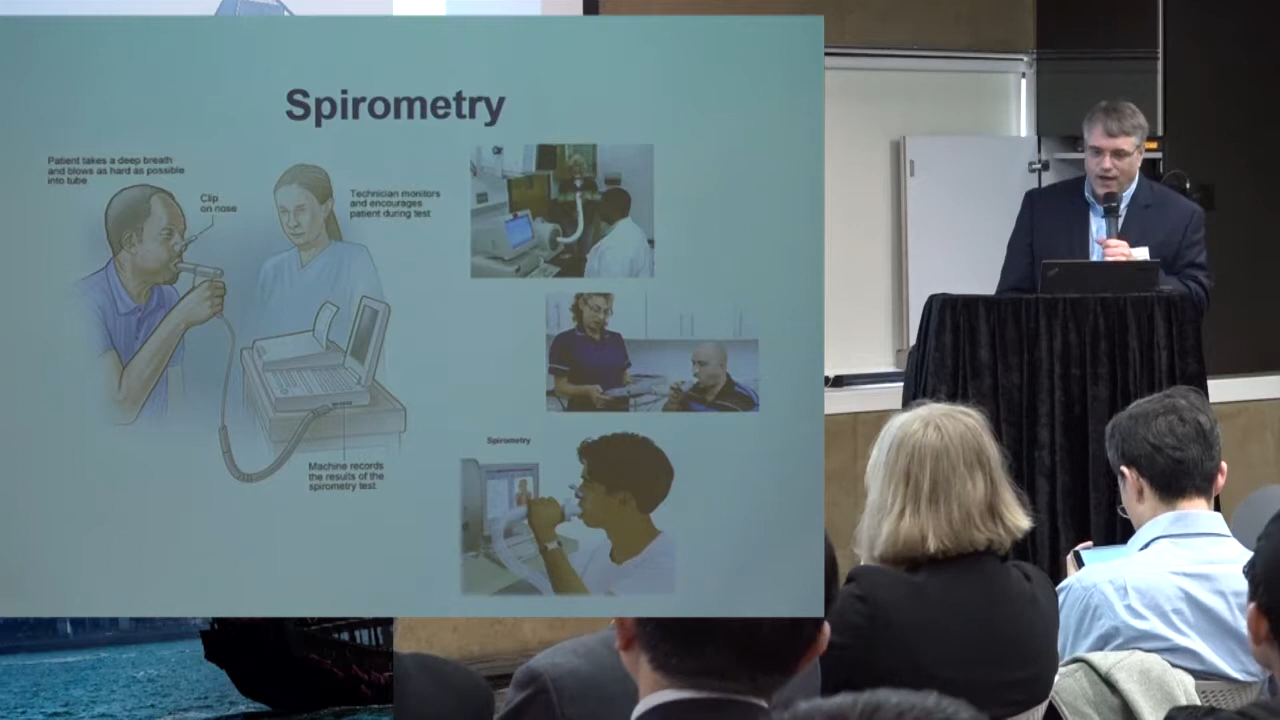 Spirometry
Patient takes a deep breath
and blows as hard as possible
into tube
Clip
on nose
Technician monitors
and encourages
patient during test
Machine records
the results of the
spirometry test.
Spirometry